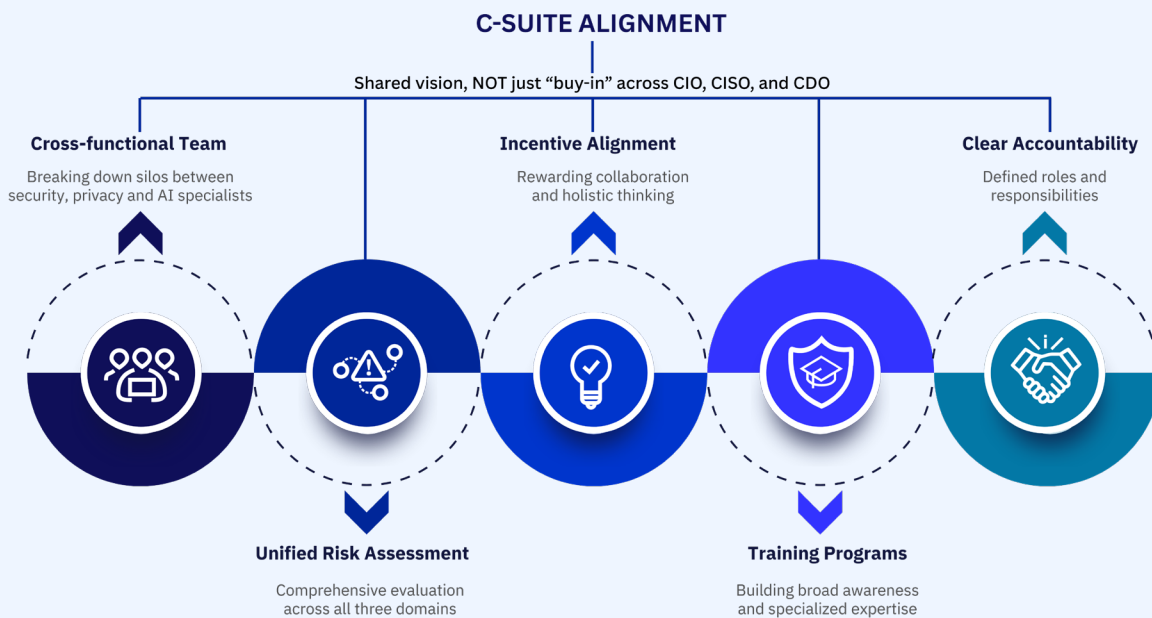 C-SUITE ALIGNMENT
Shared vision, NOT just “buy-in” across CIO, CISO, and CDO
Cross-functional Team
Breaking down silos between
security, privacy and AI specialists
Incentive Alignment
Rewarding collaboration
and holistic thinking
Clear Accountability
Defined roles and
responsibilities
Unified Risk Assessment
Comprehensive evaluation
across all three domains
Training Programs
Building broad awareness
and specialized expertise